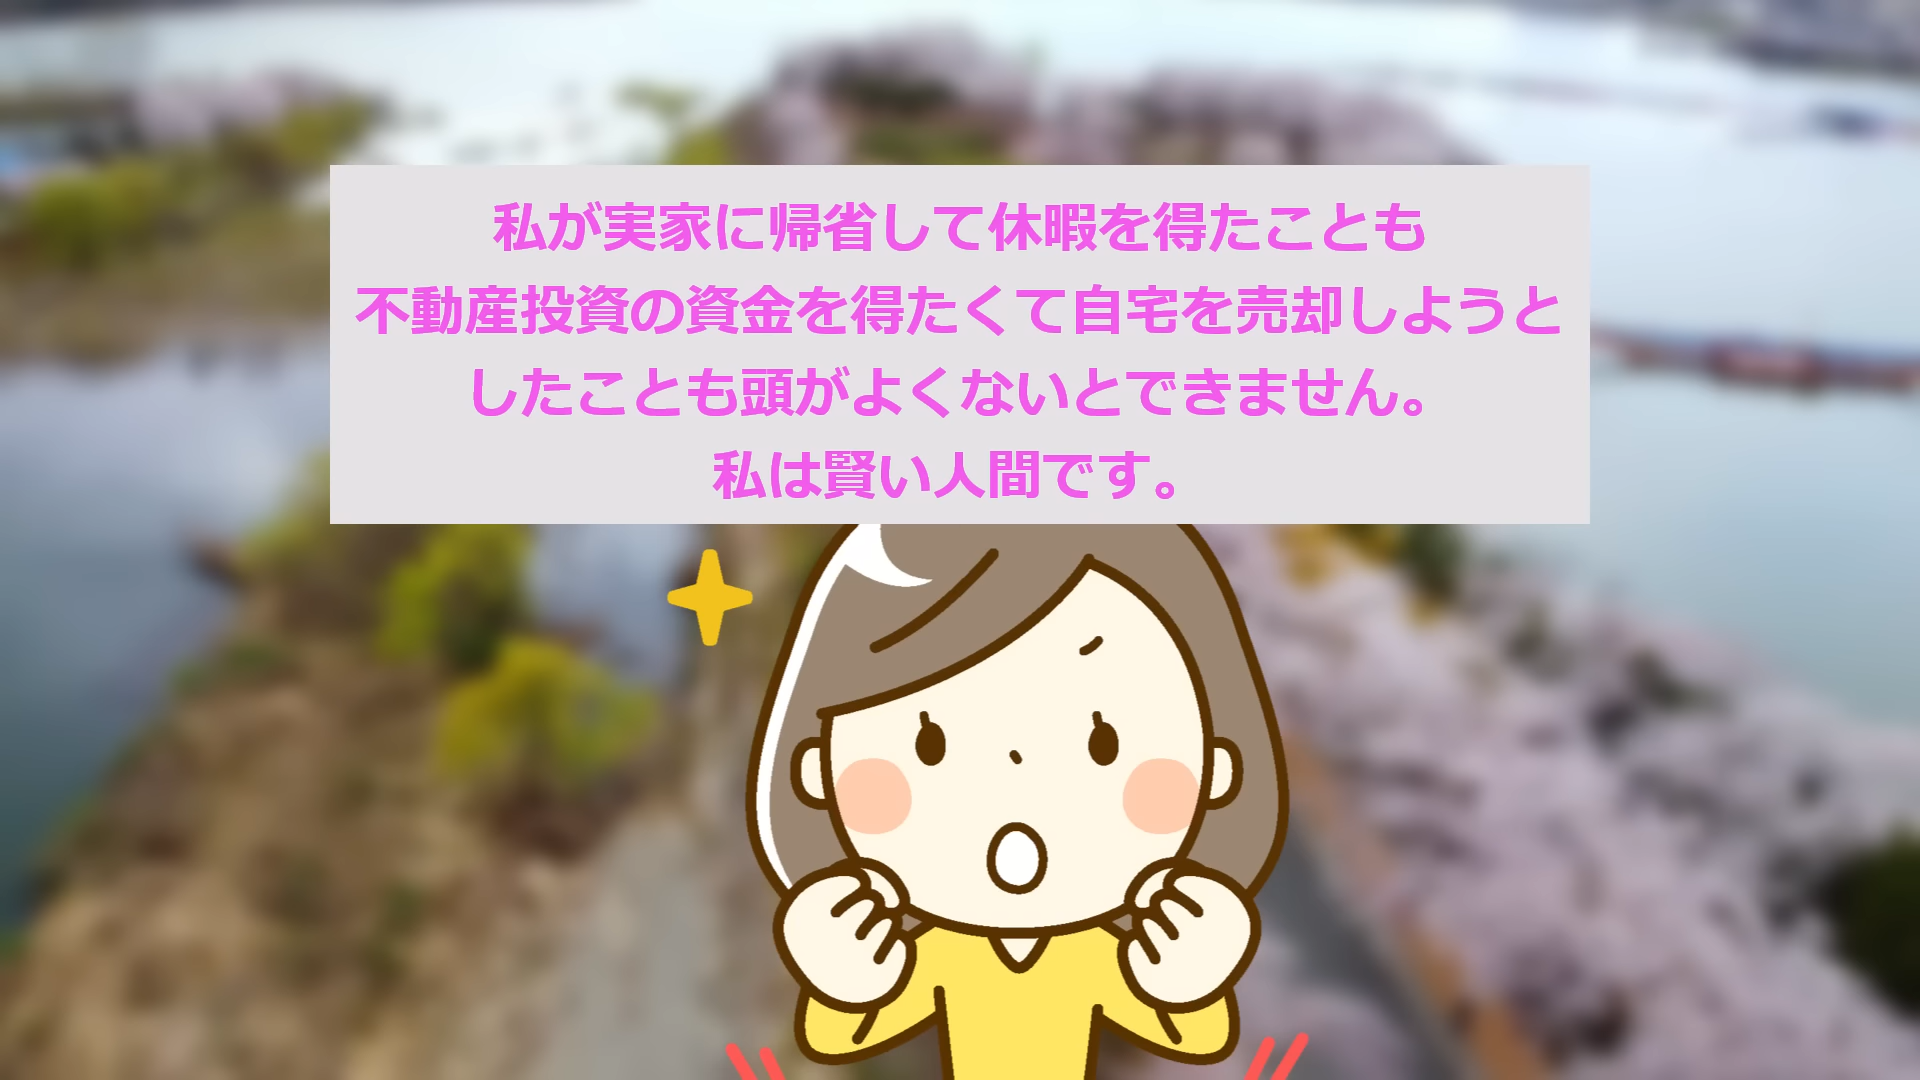 私が実家に帰省して休暇を得たことも
不動産投資の資金を得たくて自宅を売却しようと
したことも頭がよくないとできません。
私は賢い人間です。